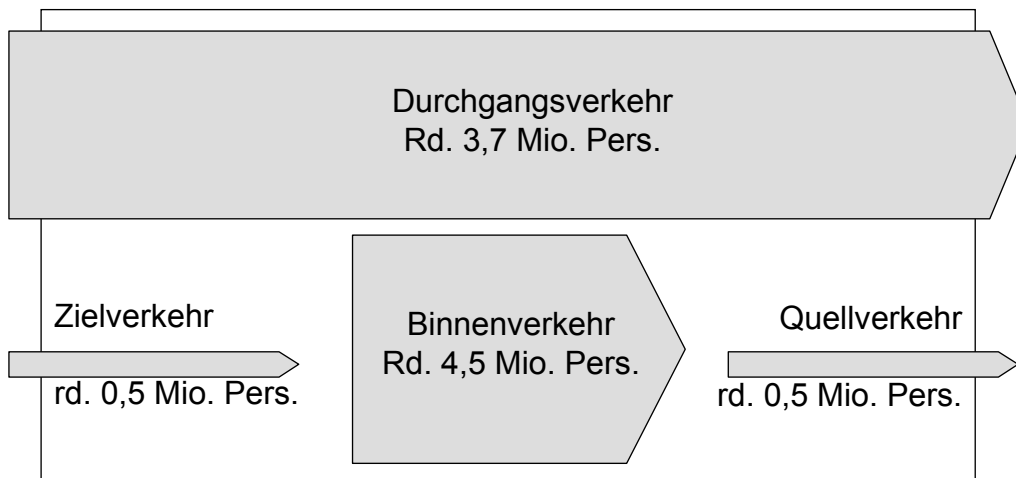 Durchgangsverkehr
Rd. 3,7 Mio. Pers.
Zielverkehr
rd. 0,5 Mio. Pers.
Binnenverkehr
Rd. 4,5 Mio. Pers.
Quellverkehr
rd. 0,5 Mio. Pers.